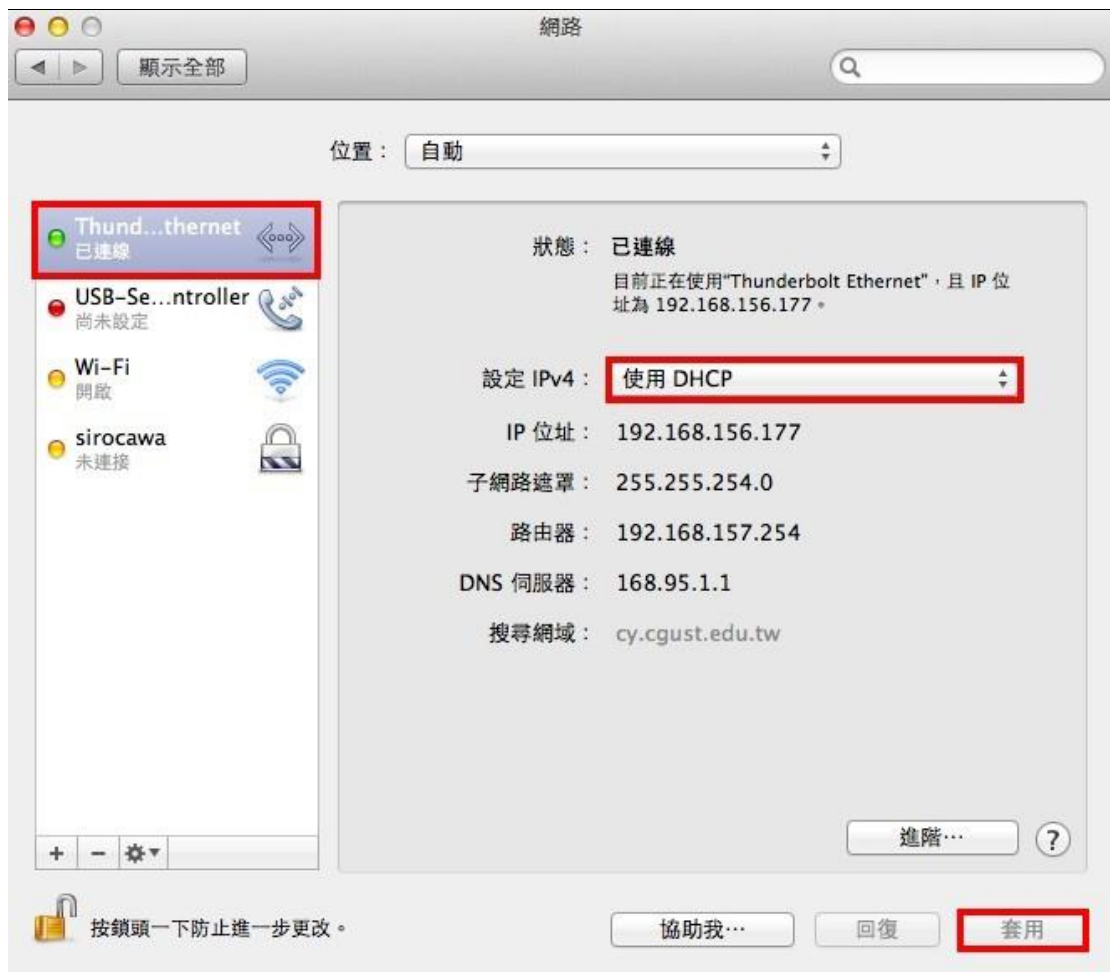 網路
顯示全部
位置： 自動
Thund...thernet
已連線
USB-Se...ntroller
尚未設定
Wi-Fi
開啟
sirocawa
未連接
狀態： 已連線
目前正在使用"Thunderbolt Ethernet"，且 IP 位
址為 192.168.156.177。
設定 IPv4： 使用 DHCP
IP 位址： 192.168.156.177
子網路遮罩： 255.255.254.0
路由器： 192.168.157.254
DNS 伺服器： 168.95.1.1
搜尋網域： cy.cgust.edu.tw
進階… ?
按鎖頭一下防止進一步更改。
協助我… 回復 套用